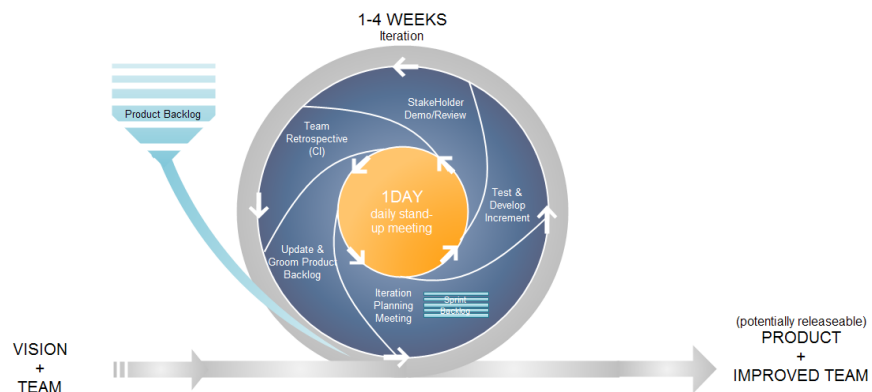 1-4 WEEKS
Iteration
Product Backlog
StakeHolder
Demo/Review
Team
Retrospective
(CI)
1DAY
daily stand-
up meeting
Test &
Develop
Increment
Update &
Groom Product
Backlog
Iteration
Planning
Meeting
Sprint
Backlog
VISION
+
TEAM
(potentially releaseable)
PRODUCT
+
IMPROVED TEAM